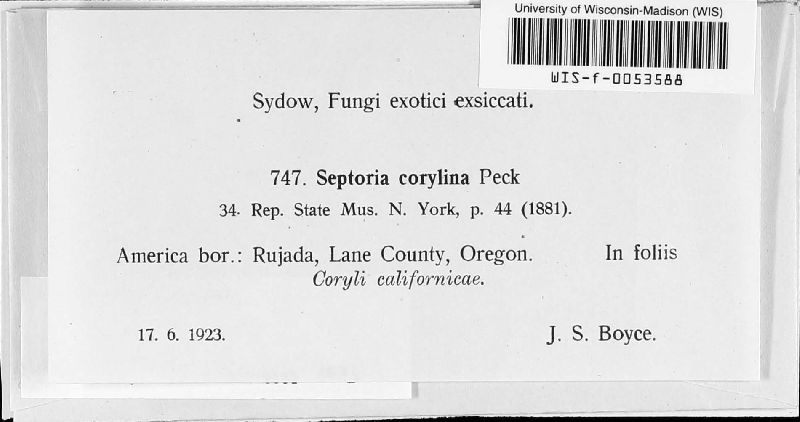 University of Wisconsin-Madison (WIS)
WIS-f-0053588
Sydow, Fungi exotici exsiccati.
747. Septoria corylina Peck
34. Rep. State Mus. N. York, p. 44 (1881).
America bor.: Rujada, Lane County, Oregon. In foliis
Coryli californicae.
17. 6. 1923. J. S. Boyce.